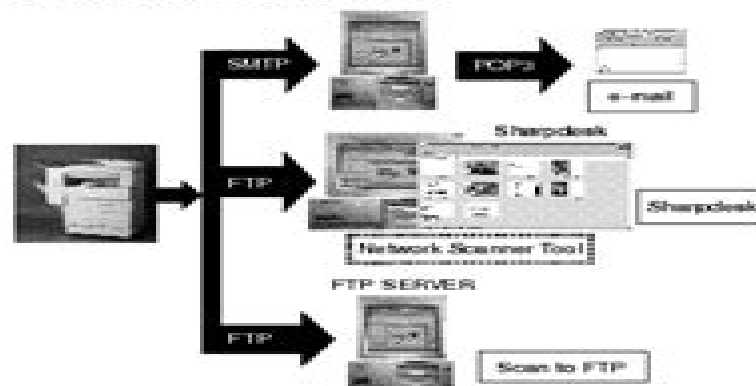 SMTP
POP3
e-mail
Sharpdesk
FTP
Sharpdesk
Network Scanner Tool
FTP SERVER
FTP
Scan to FTP